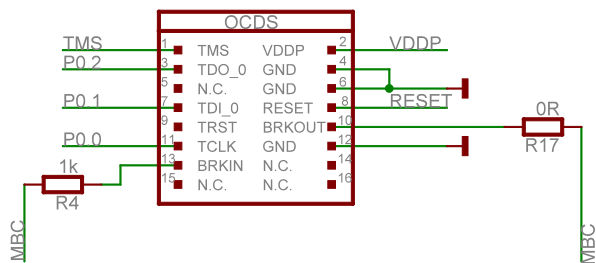 OCDS
TMS 1 TMS VDDP 2 VDDP
P0.2 3 TDO_0 GND 4
5 N.C. GND 6
P0.1 7 TDI_0 RESET 8 RESET
9 TRST BRKOUT 10 0R
P0.0 11 TCLK GND 12 R17
1k 13 BRKIN N.C. 14
R4 15 N.C. N.C. 16
MBC MBC